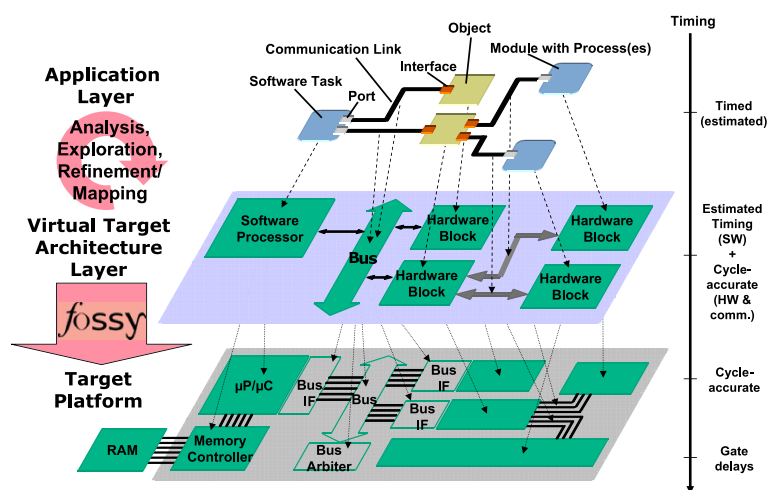 Timing
Object
Module with Process(es)
Communication Link
Interface
Software Task
Port
Application
Layer
Analysis,
Exploration,
Refinement/
Mapping
Timed
(estimated)
Virtual Target
Architecture
Layer
Software
Processor
Bus
Hardware
Block
Hardware
Block
Hardware
Block
Hardware
Block
Estimated
Timing
(SW)
+
Cycle-
accurate
(HW &
comm.)
fossy
Target
Platform
µP/µC
Bus
IF
Bus
Bus
IF
Bus
IF
Cycle-
accurate
RAM
Memory
Controller
Bus
Arbiter
Gate
delays